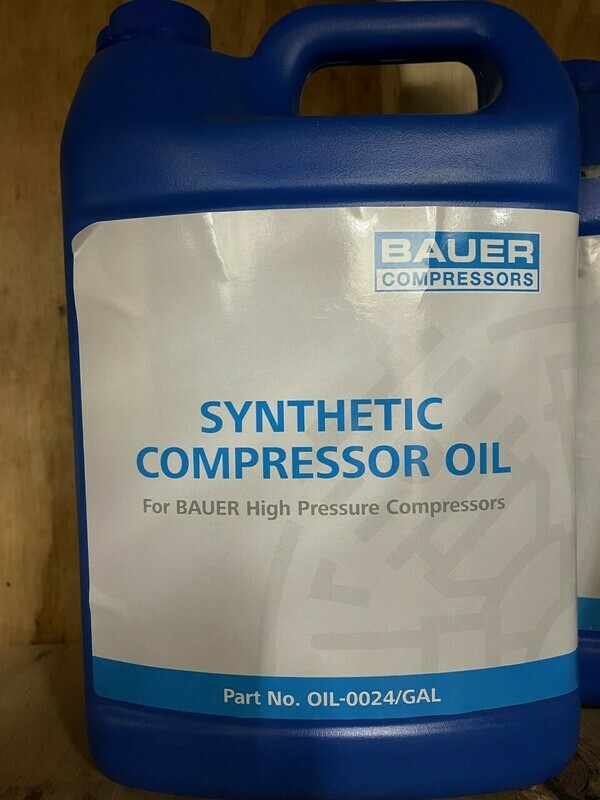 BAUER
COMPRESSORS
SYNTHETIC
COMPRESSOR OIL
For BAUER High Pressure Compressors
Part No. OIL-0024/GAL